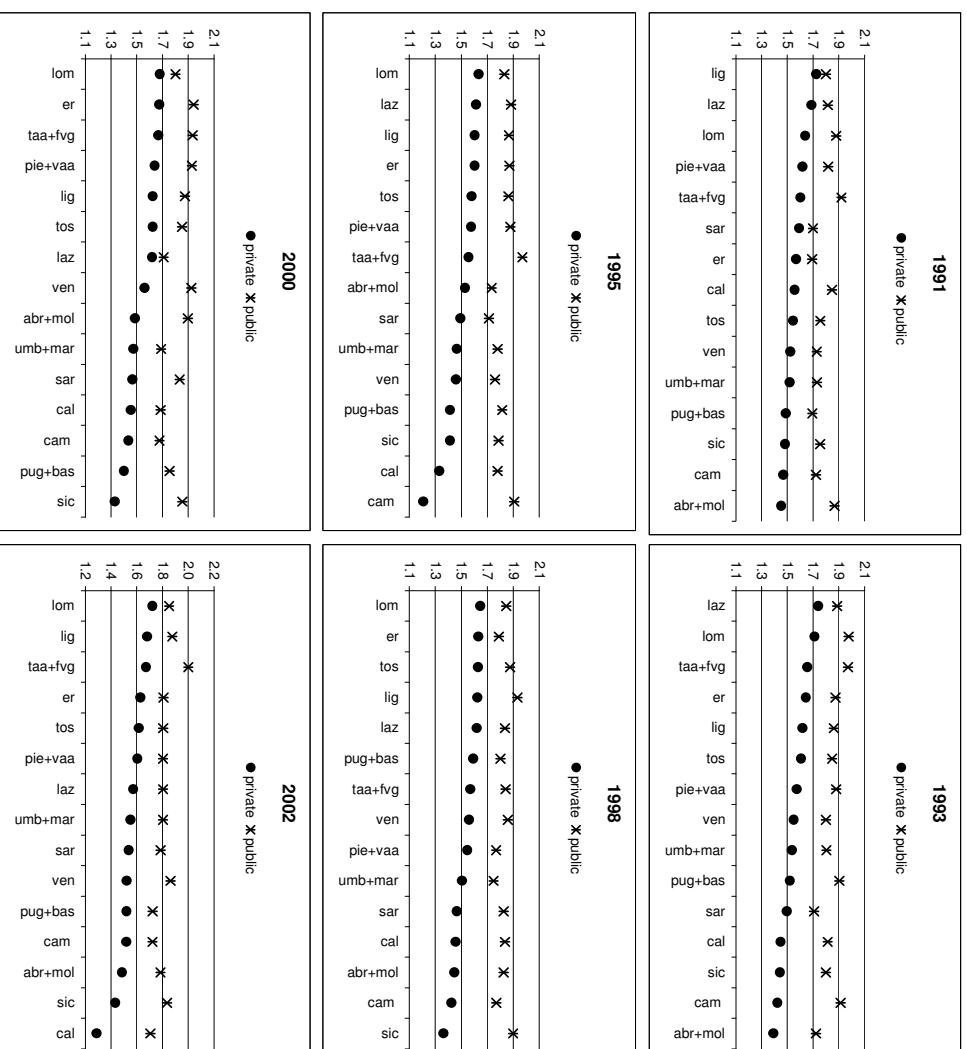 1991
● private ✱ public
2.1
1.9
1.7
1.5
1.3
1.1
lig
laz
lom
pie+vaa
taa+fvg
sar
er
cal
tos
ven
umb+mar
pug+bas
sic
cam
abr+mol
1993
● private ✱ public
2.1
1.9
1.7
1.5
1.3
1.1
laz
lom
taa+fvg
er
lig
tos
pie+vaa
ven
umb+mar
pug+bas
sar
cal
sic
cam
abr+mol
1995
● private ✱ public
2.1
1.9
1.7
1.5
1.3
1.1
lom
laz
lig
er
tos
pie+vaa
taa+fvg
abr+mol
sar
umb+mar
ven
pug+bas
sic
cal
cam
1998
● private ✱ public
2.1
1.9
1.7
1.5
1.3
1.1
lom
er
tos
lig
laz
pug+bas
taa+fvg
ven
pie+vaa
umb+mar
sar
cal
abr+mol
cam
sic
2000
● private ✱ public
2.1
1.9
1.7
1.5
1.3
1.1
lom
er
taa+fvg
pie+vaa
lig
tos
laz
ven
abr+mol
umb+mar
sar
cal
cam
pug+bas
sic
2002
● private ✱ public
2.2
2.0
1.8
1.6
1.4
1.2
lom
lig
taa+fvg
er
tos
pie+vaa
laz
umb+mar
sar
ven
pug+bas
cam
abr+mol
sic
cal